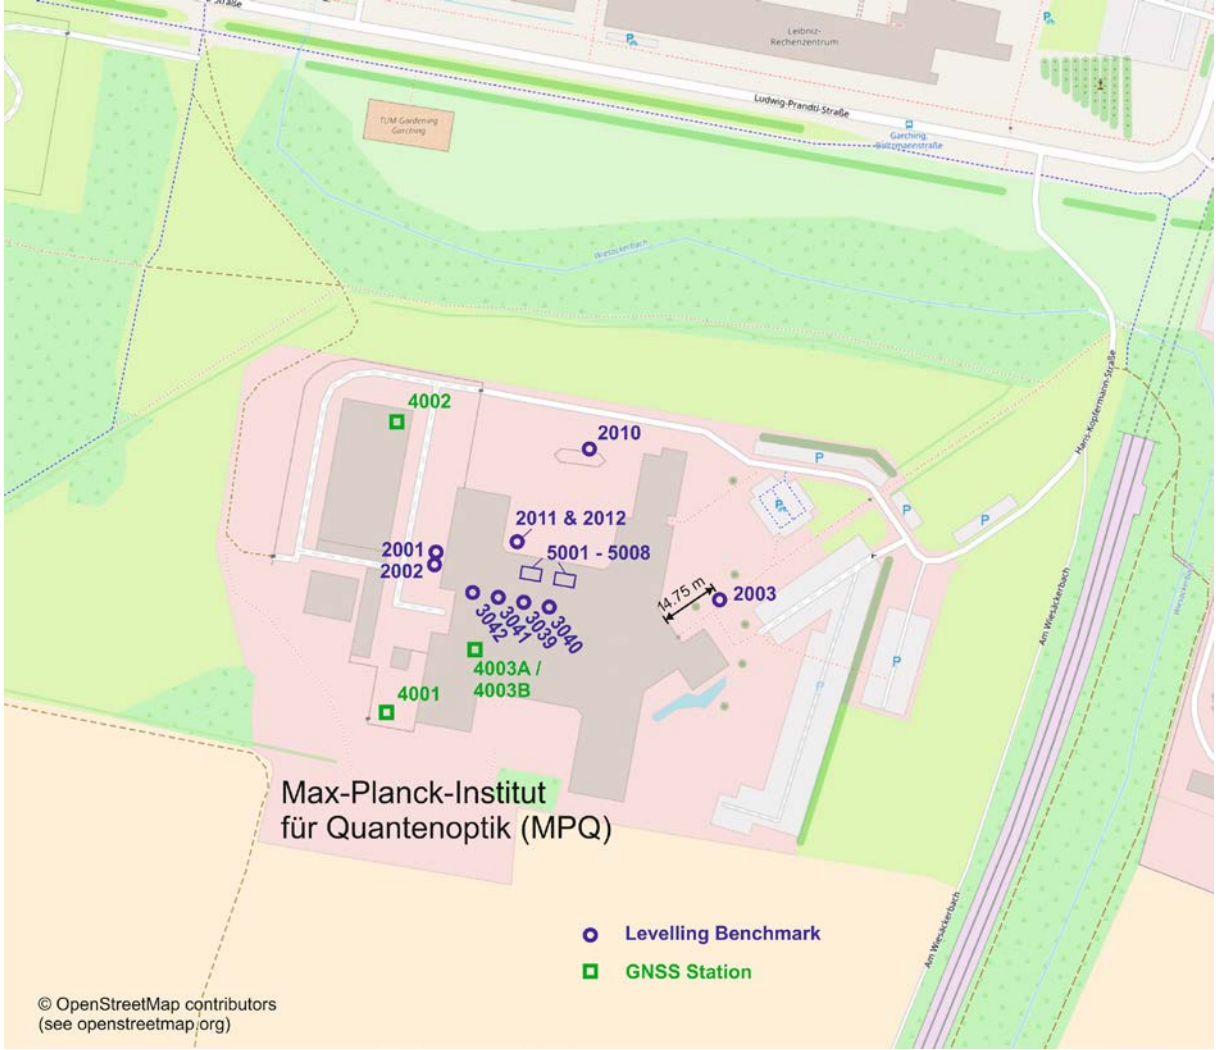 Straße
Leibniz-
Rechenzentrum
Ludwig-Prandtl-Straße
Garching,
Boltzmannstraße
TUM-Gardening
Garching
Wiesäckerbach
Hans-Kopfermann-Straße
4002
2010
P
2011 & 2012
P
P
2001
5001 - 5008
2002
14.75 m
2003
3042
3041
3039
3040
4003A /
4003B
4001
P
P
Am Wiesäckerbach
Wiesäckerbach
Max-Planck-Institut
für Quantenoptik (MPQ)
Levelling Benchmark
GNSS Station
Am Wiesäckerbach
© OpenStreetMap contributors
(see openstreetmap.org)